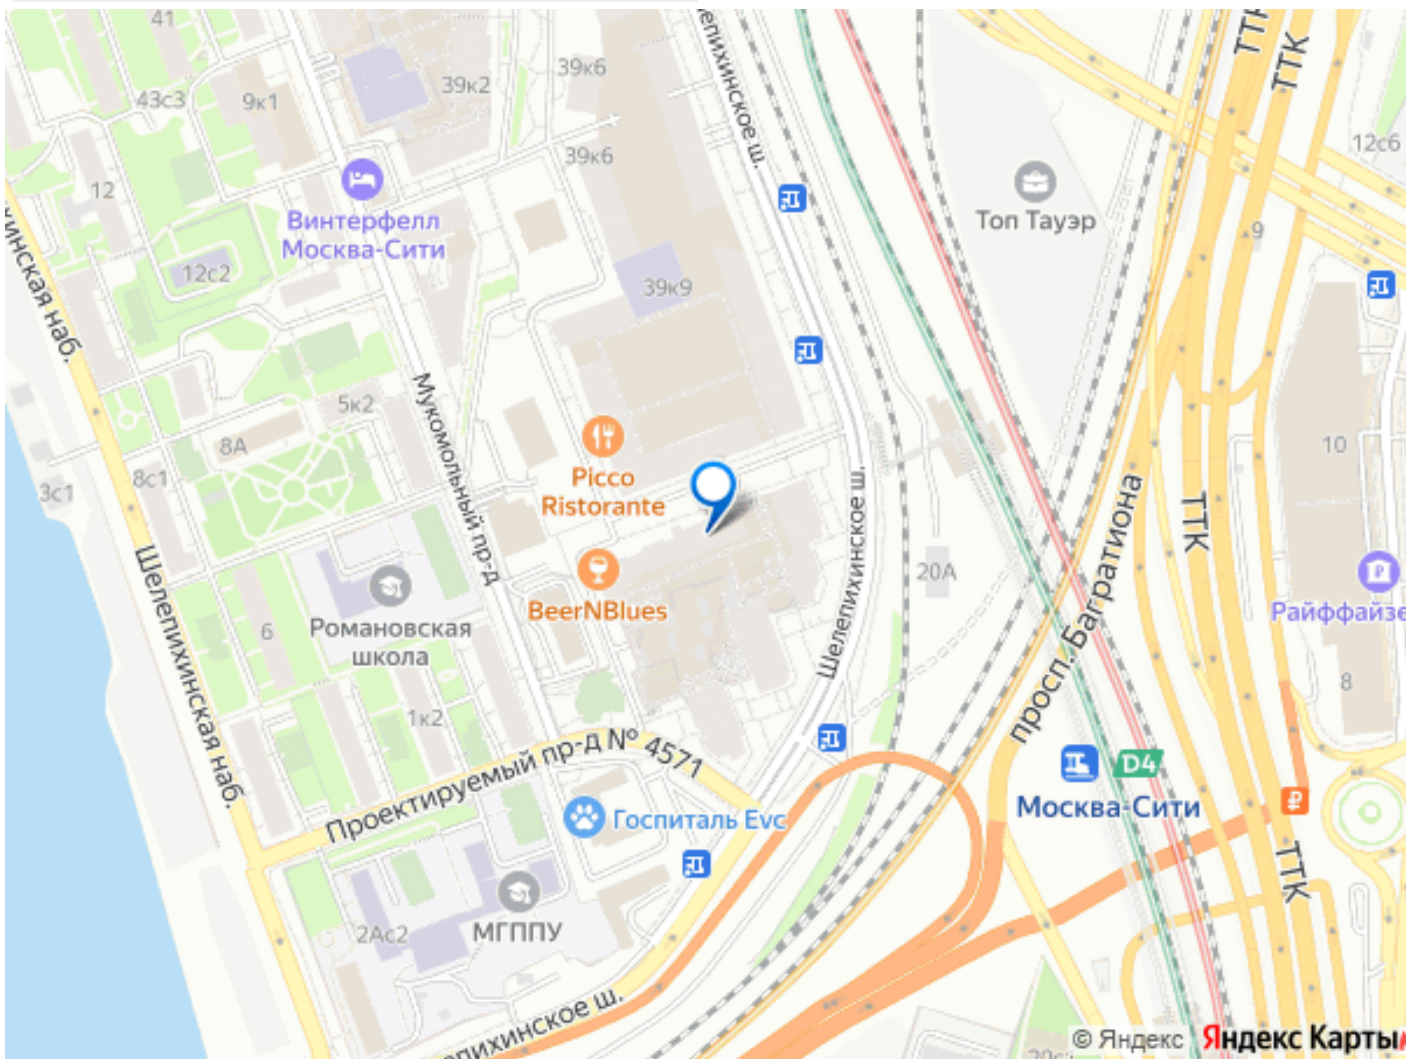 41
39к6
ТТК
ТТК
39к2
43с3
9к1
Шелепихинское ш.
39к6
12с6
12
Винтерфелл
Москва-Сити
Топ Тауэр
9
12с2
39к9
Мукомольный пр-д
5к2
8А
Picco
Ristorante
10
8с1
3с1
Шелепихинское ш.
просп. Багратиона
ТТК
Шелепихинская наб.
20А
BeerNBlues
Романовская
школа
6
8
1к2
Проектируемый пр-д № 4571
D4
Москва-Сити
Госпиталь Evc
ТТК
МГППУ
2Ас2
© Яндекс Яндекс Карты